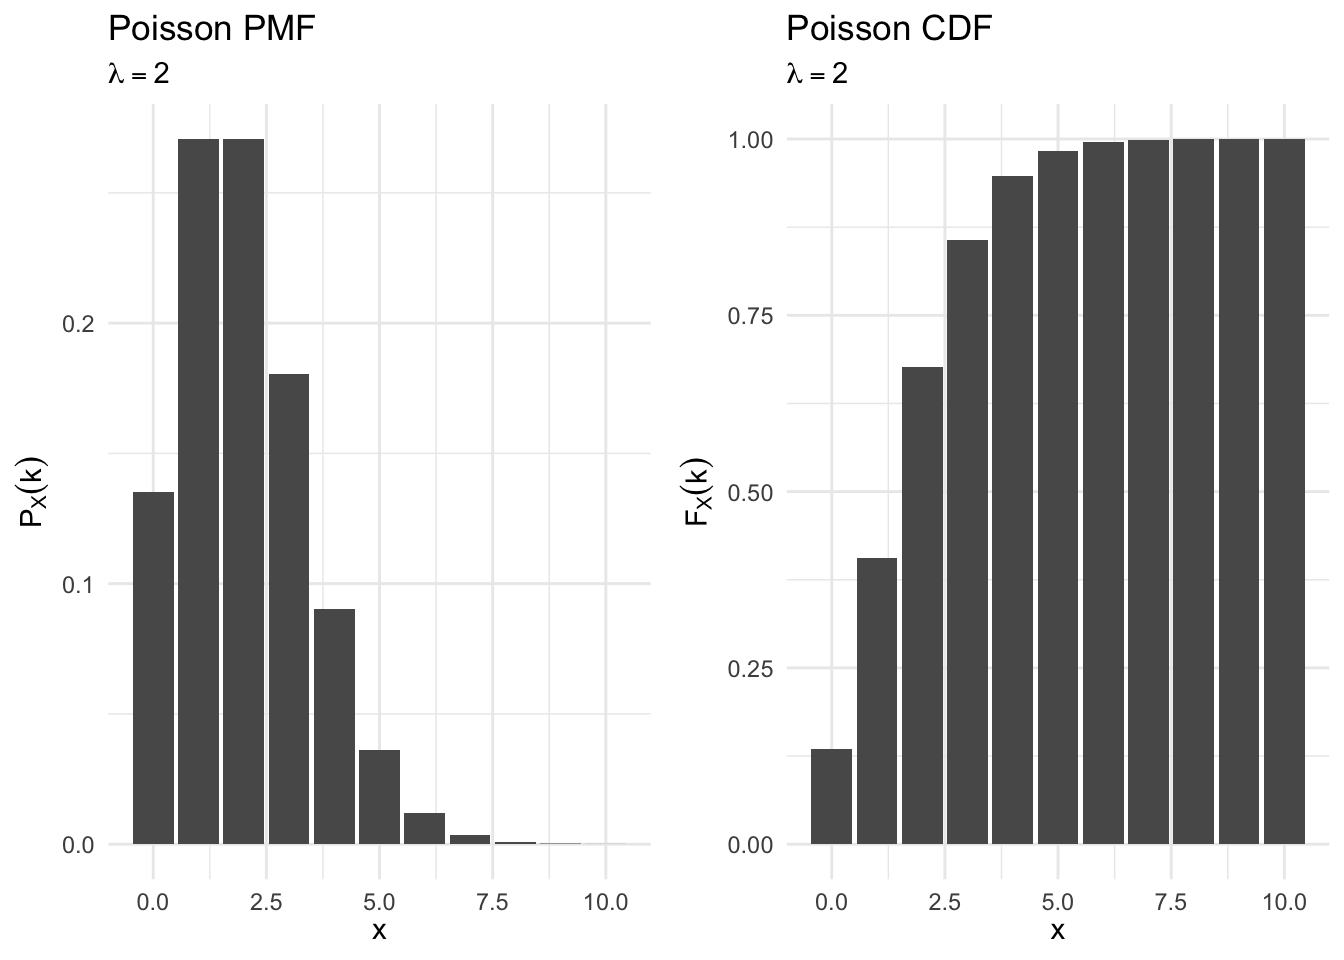 Poisson PMF
λ = 2
P_X(k)
0.2
0.1
0.0
0.0 2.5 5.0 7.5 10.0
x
Poisson CDF
λ = 2
F_X(k)
1.00
0.75
0.50
0.25
0.00
0.0 2.5 5.0 7.5 10.0
x